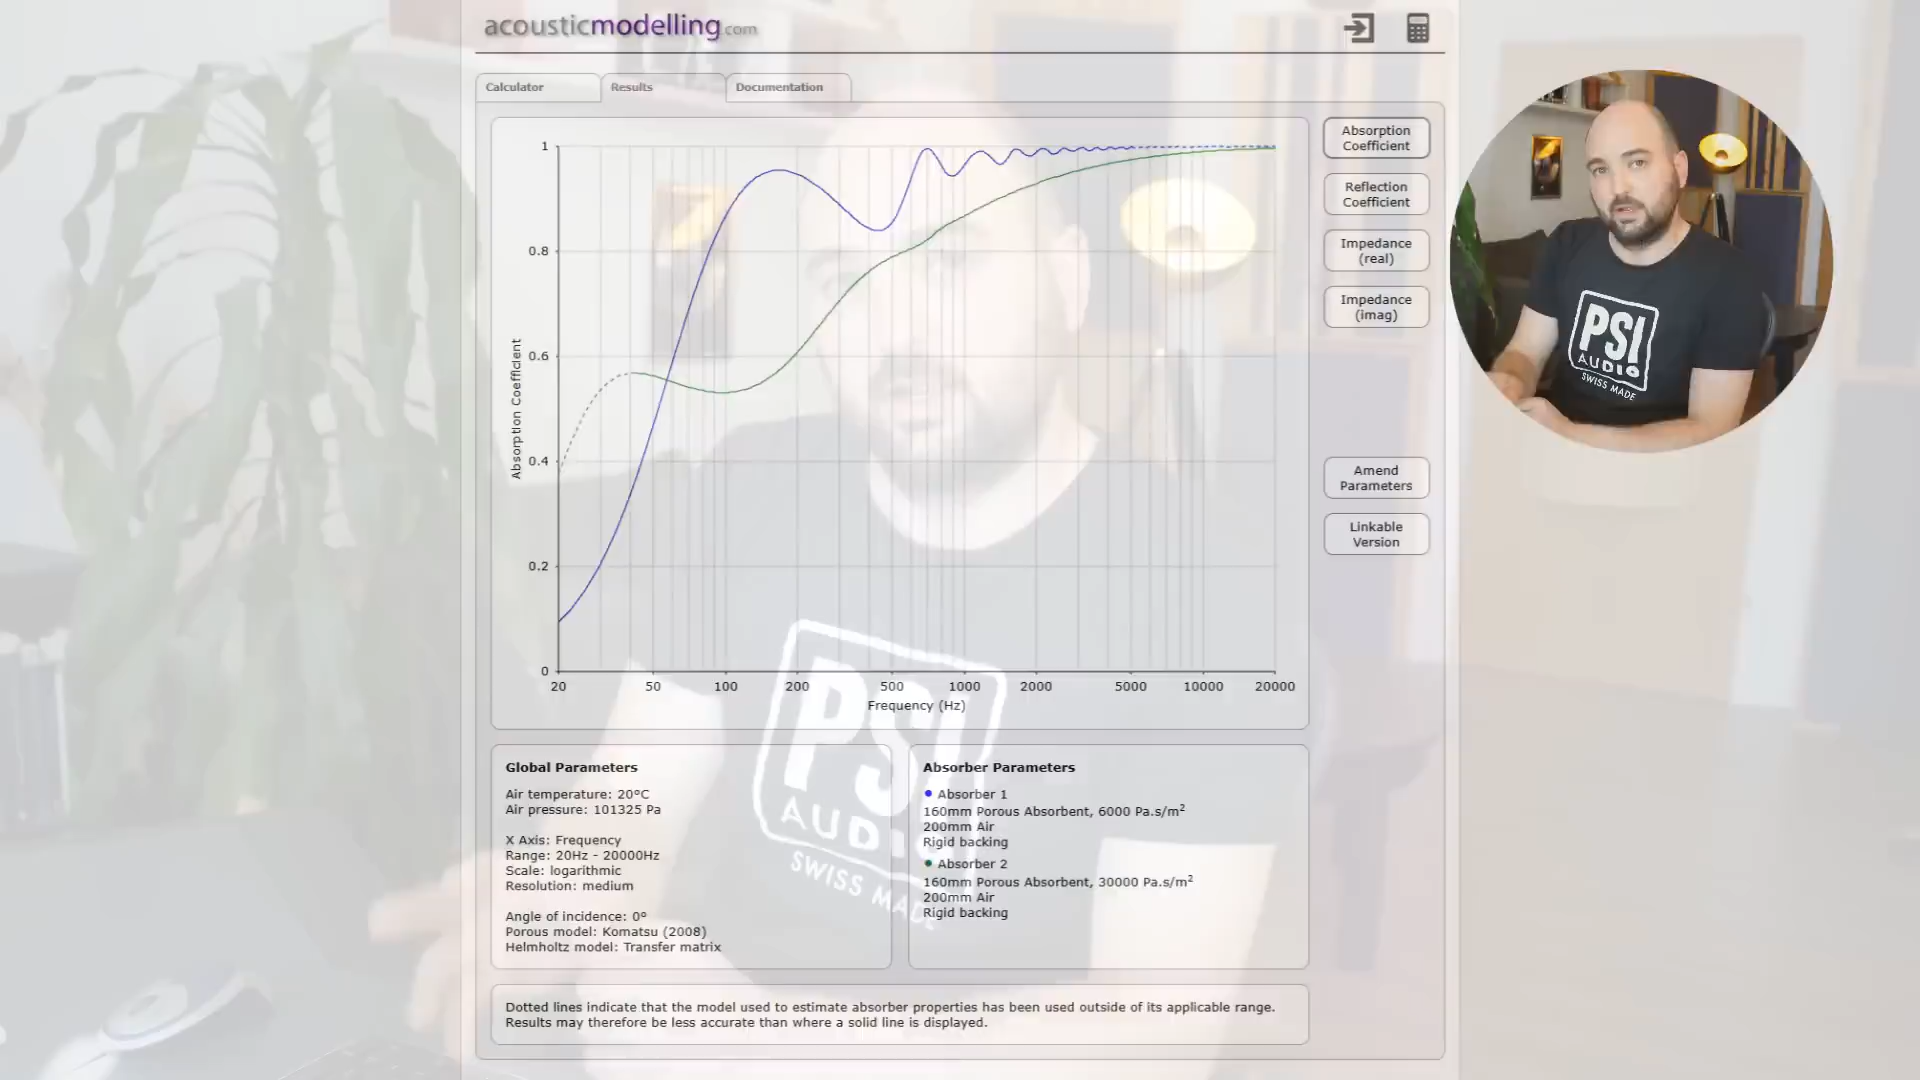 acousticmodelling.com
Calculator
Results
Documentation
1
0.8
0.6
0.4
0.2
0
Absorption Coefficient
20
50
100
200
500
1000
2000
5000
10000
20000
Frequency (Hz)
Absorption
Coefficient
Reflection
Coefficient
Impedance
(real)
Impedance
(imag)
Amend
Parameters
Linkable
Version
PSI
AUDIO
SWISS MADE
Global Parameters
Air temperature: 20ºC
Air pressure: 101325 Pa
X Axis: Frequency
Range: 20Hz - 20000Hz
Scale: logarithmic
Resolution: medium
Angle of incidence: 0º
Porous model: Komatsu (2008)
Helmholtz model: Transfer matrix
Absorber Parameters
Absorber 1
160mm Porous Absorbent, 6000 Pa.s/m²
200mm Air
Rigid backing
Absorber 2
160mm Porous Absorbent, 30000 Pa.s/m²
200mm Air
Rigid backing
PSI
AUDIO
SWISS MADE
Dotted lines indicate that the model used to estimate absorber properties has been used outside of its applicable range.
Results may therefore be less accurate than where a solid line is displayed.